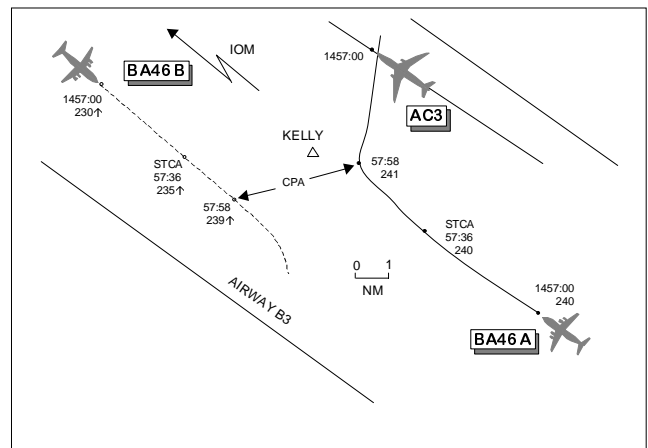 IOM
BA46 B
1457:00
230↑
1457:00
AC3
KELLY
STCA
57:36
235↑
57:58
241
CPA
57:58
239↑
STCA
57:36
240
0 1
NM
AIRWAY B3
1457:00
240
BA46 A